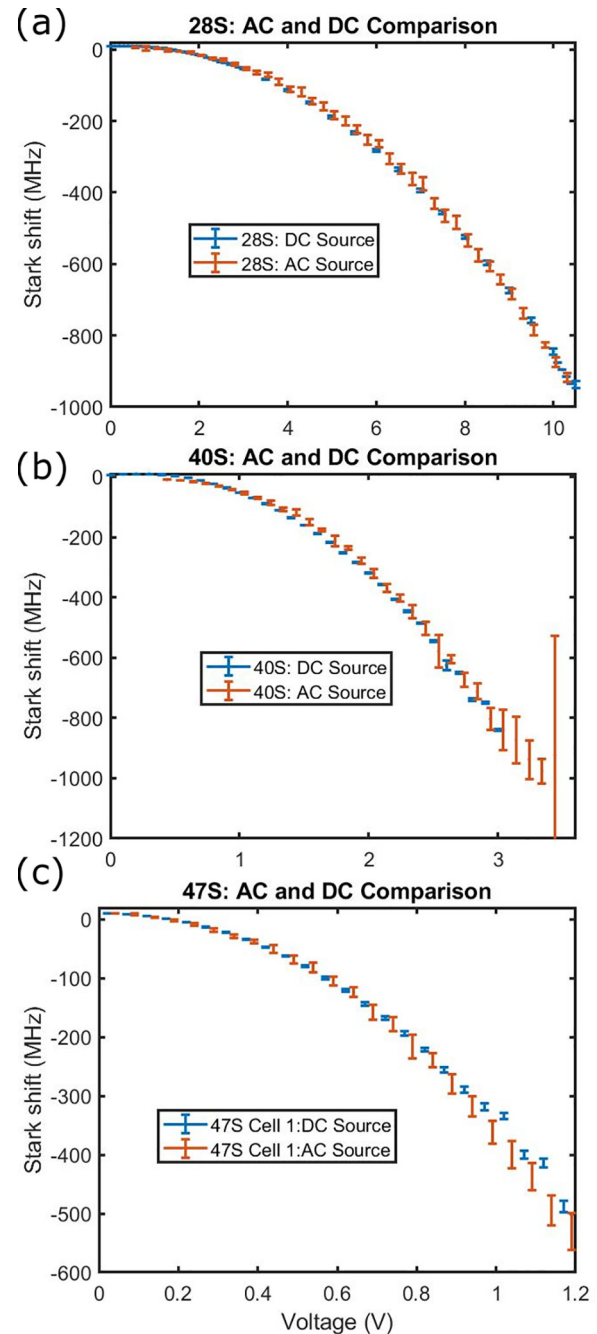 (a)
28S: AC and DC Comparison
0
-200
-400
-600
-800
-1000
Stark shift (MHz)
28S: DC Source
28S: AC Source
0 2 4 6 8 10
(b)
40S: AC and DC Comparison
0
-200
-400
-600
-800
-1000
-1200
Stark shift (MHz)
40S: DC Source
40S: AC Source
0 1 2 3
(c)
47S: AC and DC Comparison
0
-100
-200
-300
-400
-500
-600
Stark shift (MHz)
47S Cell 1:DC Source
47S Cell 1:AC Source
0 0.2 0.4 0.6 0.8 1 1.2
Voltage (V)